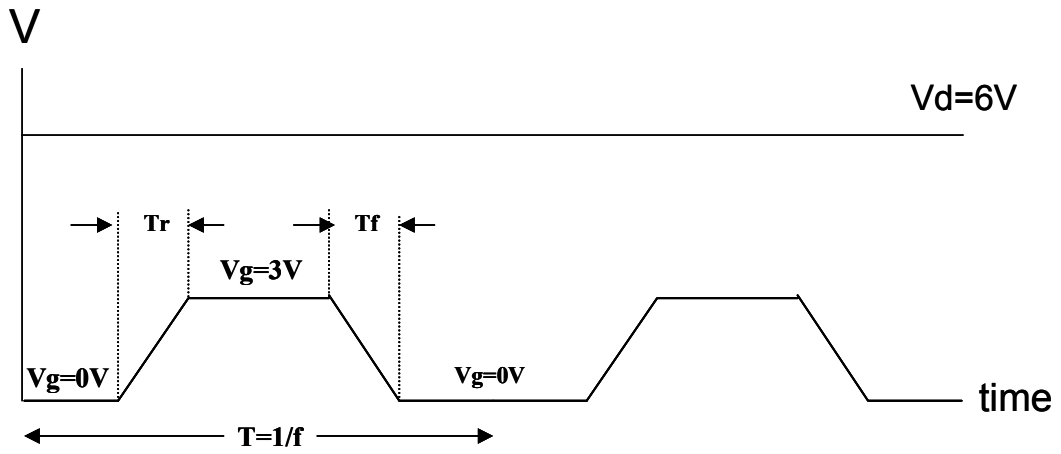 V
Vd=6V
Tr
Tf
Vg=3V
Vg=0V
Vg=0V
time
T=1/f